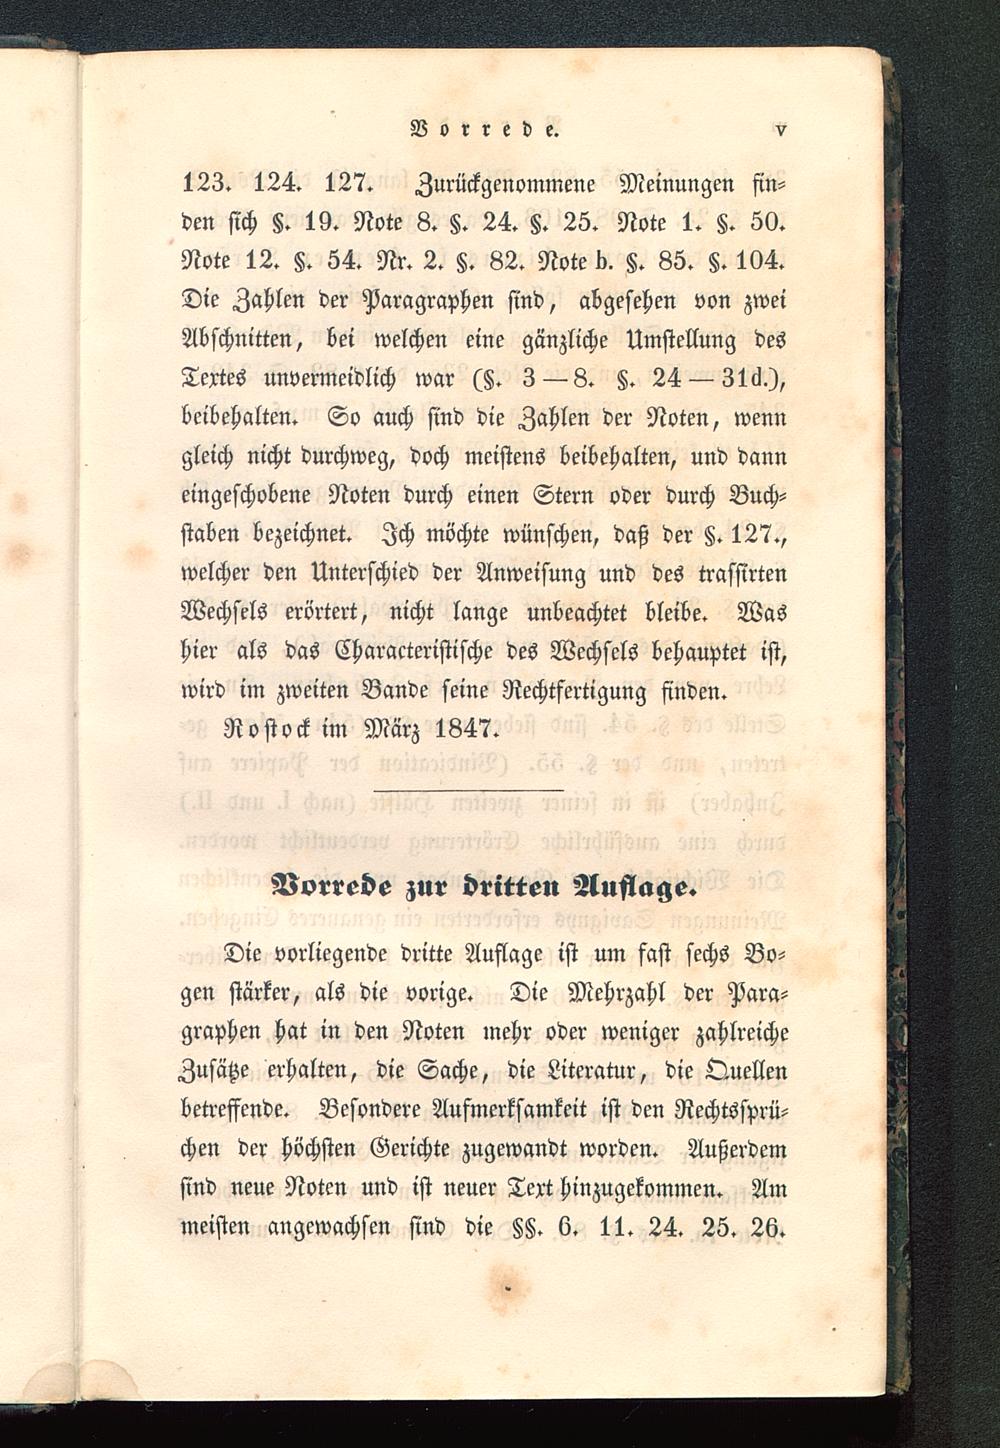 Vorrede. V
123. 124. 127. Zurückgenommene Meinungen fin-
den sich §. 19. Note 8. §. 24. §. 25. Note 1. §. 50.
Note 12. §. 54. Nr. 2. §. 82. Note b. §. 85. §. 104.
Die Zahlen der Paragraphen sind, abgesehen von zwei
Abschnitten, bei welchen eine gänzliche Umstellung des
Textes unvermeidlich war (§. 3—8. §. 24—31d.),
beibehalten. So auch sind die Zahlen der Noten, wenn
gleich nicht durchweg, doch meistens beibehalten, und dann
eingeschobene Noten durch einen Stern oder durch Buch-
staben bezeichnet. Ich möchte wünschen, daß der §. 127.,
welcher den Unterschied der Anweisung und des trassirten
Wechsels erörtert, nicht lange unbeachtet bleibe. Was
hier als das Characteristische des Wechsels behauptet ist,
wird im zweiten Bande seine Rechtfertigung finden.
Rostock im März 1847.
Vorrede zur dritten Auflage.
Die vorliegende dritte Auflage ist um fast sechs Bo-
gen stärker, als die vorige. Die Mehrzahl der Para-
graphen hat in den Noten mehr oder weniger zahlreiche
Zusätze erhalten, die Sache, die Literatur, die Quellen
betreffende. Besondere Aufmerksamkeit ist den Rechtssprü-
chen der höchsten Gerichte zugewandt worden. Außerdem
sind neue Noten und ist neuer Text hinzugekommen. Am
meisten angewachsen sind die §§. 6. 11. 24. 25. 26.